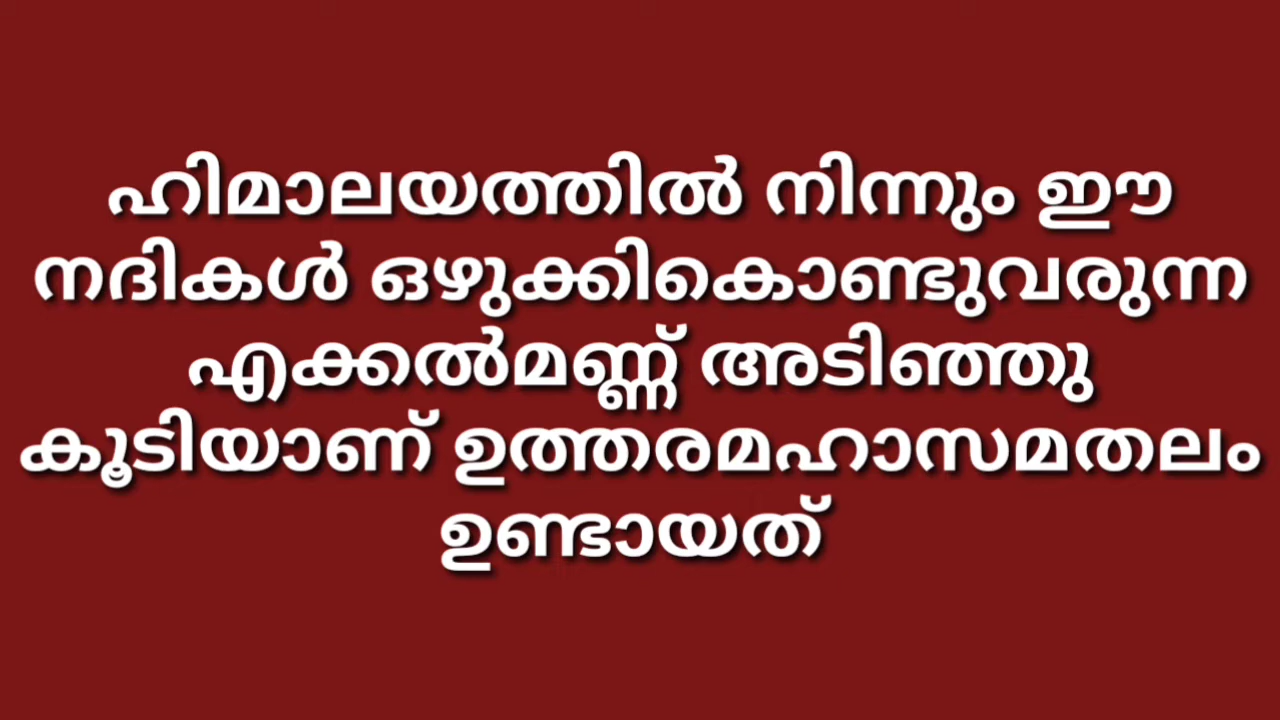 ഹിമാലയത്തിൽ നിന്നും ഈ
നദികൾ ഒഴുക്കികൊണ്ടുവരുന്ന
എക്കൽമണ്ണ് അടിഞ്ഞു
കൂടിയാണ് ഉത്തരമഹാസമതലം
ഉണ്ടായത്